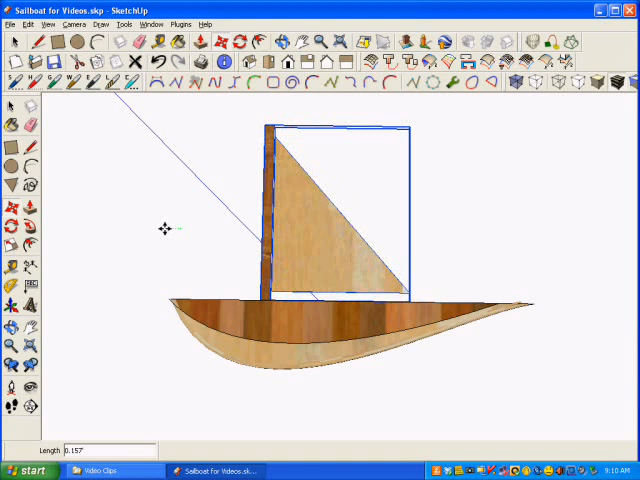 Sailboat for Videos.skp - SketchUp
File Edit View Camera Draw Tools Window Plugins Help
S H G W E L C
ABC
A
Length 0.157'
start Video Clips Sailboat for Videos.sk... 9:10 AM